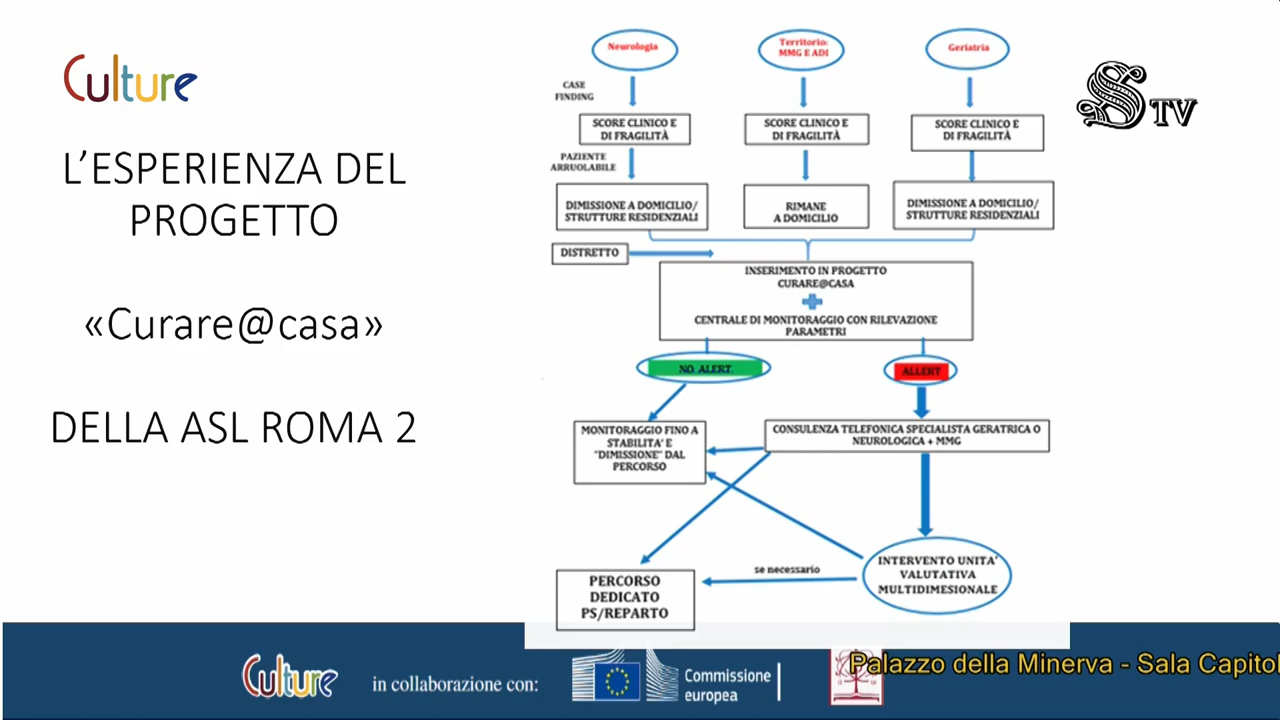 Culture
L'ESPERIENZA DEL
PROGETTO
«Curare@casa»
DELLA ASL ROMA 2
Neurologia
Territorio:
MMG E ADI
Geriatria
S TV
CASE
FINDING
SCORE CLINICO E
DI FRAGILITÀ
SCORE CLINICO E
DI FRAGILITÀ
SCORE CLINICO E
DI FRAGILITÀ
PAZIENTE
ARRUOLABILE
DIMISSIONE A DOMICILIO/
STRUTTURE RESIDENZIALI
RIMANE
A DOMICILIO
DIMISSIONE A DOMICILIO/
STRUTTURE RESIDENZIALI
DISTRETTO
INSERIMENTO IN PROGETTO
CURARE@CASA
CENTRALE DI MONITORAGGIO CON RILEVAZIONE
PARAMETRI
NO. ALERT.
ALLERT
MONITORAGGIO FINO A
STABILITA' E
"DIMISSIONE" DAL
PERCORSO
CONSULENZA TELEFONICA SPECIALISTA GERATRICA O
NEUROLOGICA + MMG
INTERVENTO UNITA'
VALUTATIVA
MULTIDIMESIONALE
se necessario
PERCORSO
DEDICATO
PS/REPARTO
Culture
in collaborazione con:
Commissione
europea
Palazzo della Minerva - Sala Capitol